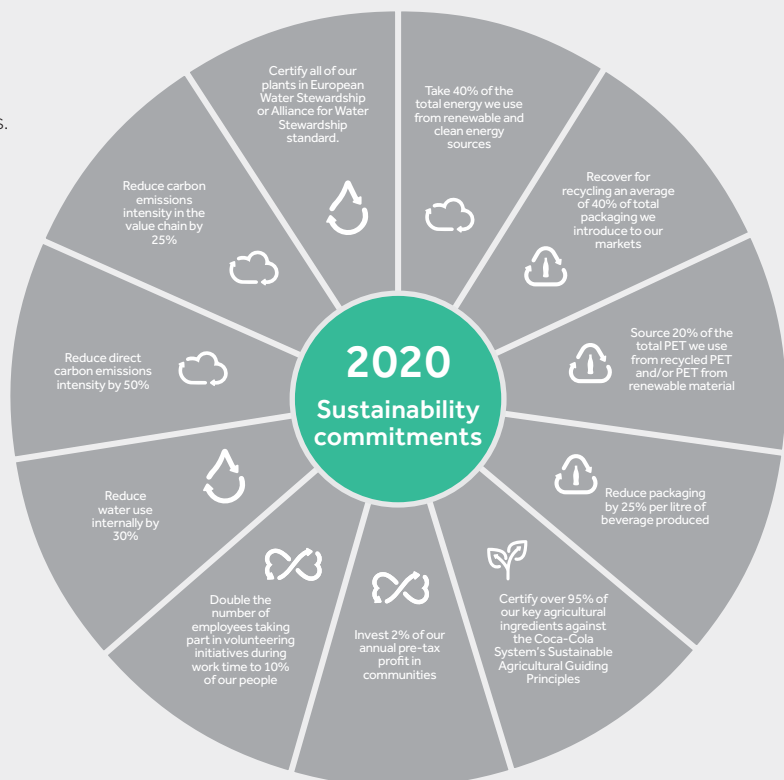 s.
Certify all of our
plants in European
Water Stewardship
or Alliance for Water
Stewardship
standard.
Take 40% of the
total energy we use
from renewable and
clean energy
sources
Recover for
recycling an average
of 40% of total
packaging we
introduce to our
markets
Source 20% of the
total PET we use
from recycled PET
and/or PET from
renewable material
Reduce packaging
by 25% per litre of
beverage produced
Certify over 95% of
our key agricultural
ingredients against
the Coca-Cola
System's Sustainable
Agricultural Guiding
Principles
Invest 2% of our
annual pre-tax
profit in
communities
Double the
number of
employees taking
part in volunteering
initiatives during
work time to 10%
of our people
Reduce
water use
internally by
30%
Reduce direct
carbon emissions
intensity by 50%
Reduce carbon
emissions
intensity in the
value chain by
25%
2020
Sustainability
commitments